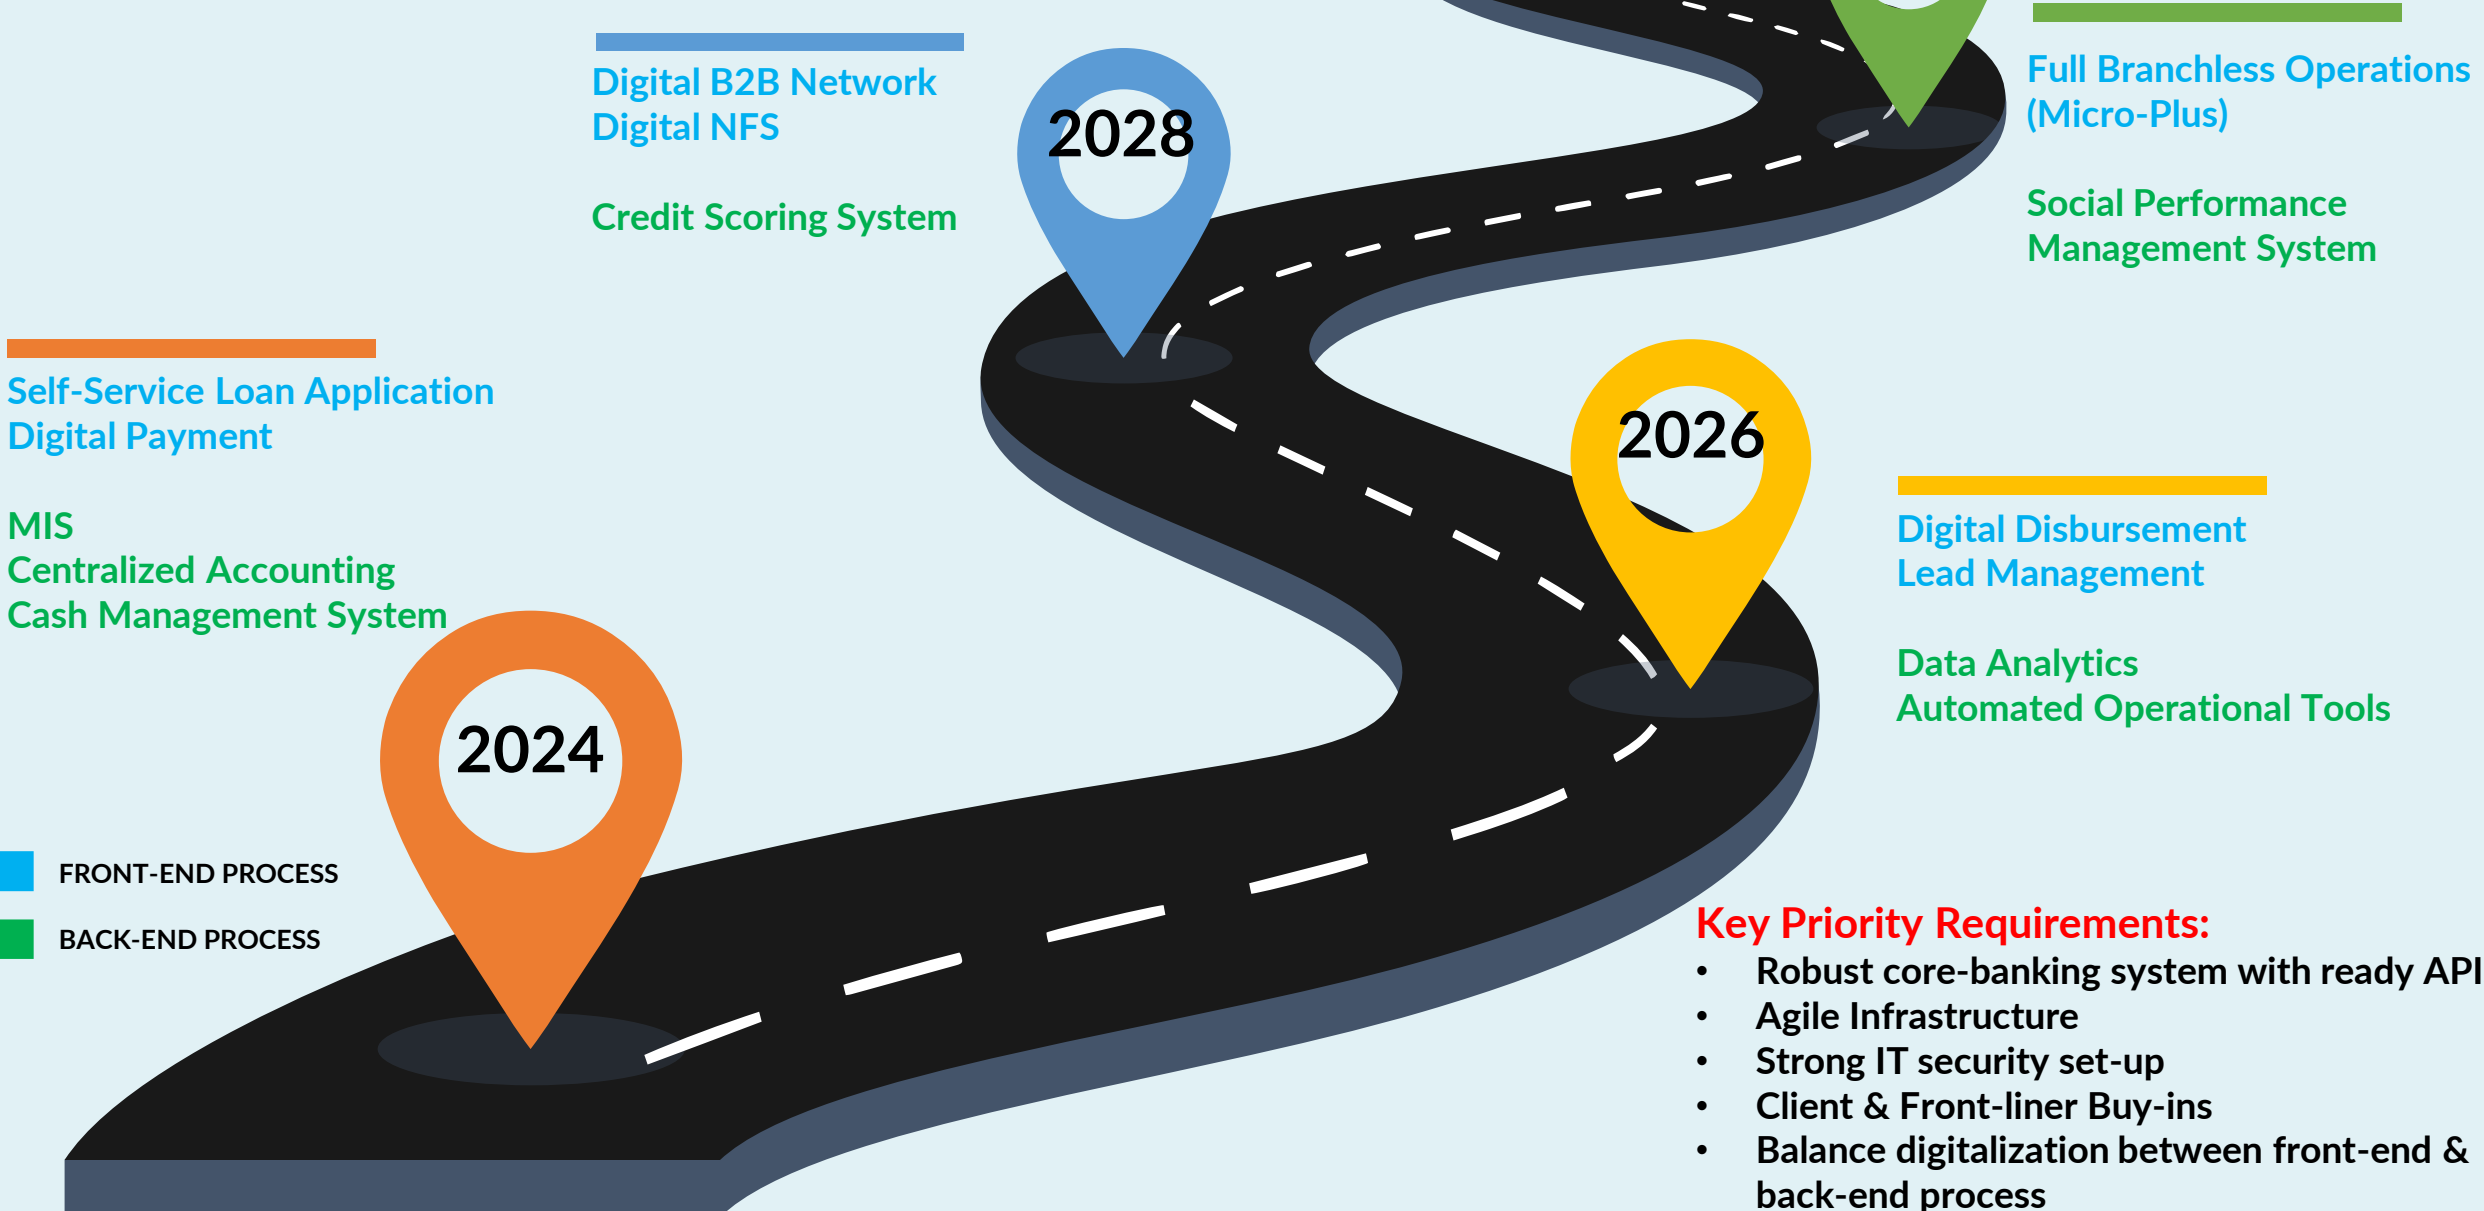 Digital B2B Network
Digital NFS
Credit Scoring System
2028
Full Branchless Operations
(Micro-Plus)
Social Performance
Management System
Self-Service Loan Application
Digital Payment
MIS
Centralized Accounting
Cash Management System
2026
Digital Disbursement
Lead Management
Data Analytics
Automated Operational Tools
2024
FRONT-END PROCESS
BACK-END PROCESS
Key Priority Requirements:
• Robust core-banking system with ready API
• Agile Infrastructure
• Strong IT security set-up
• Client & Front-liner Buy-ins
• Balance digitalization between front-end &
back-end process